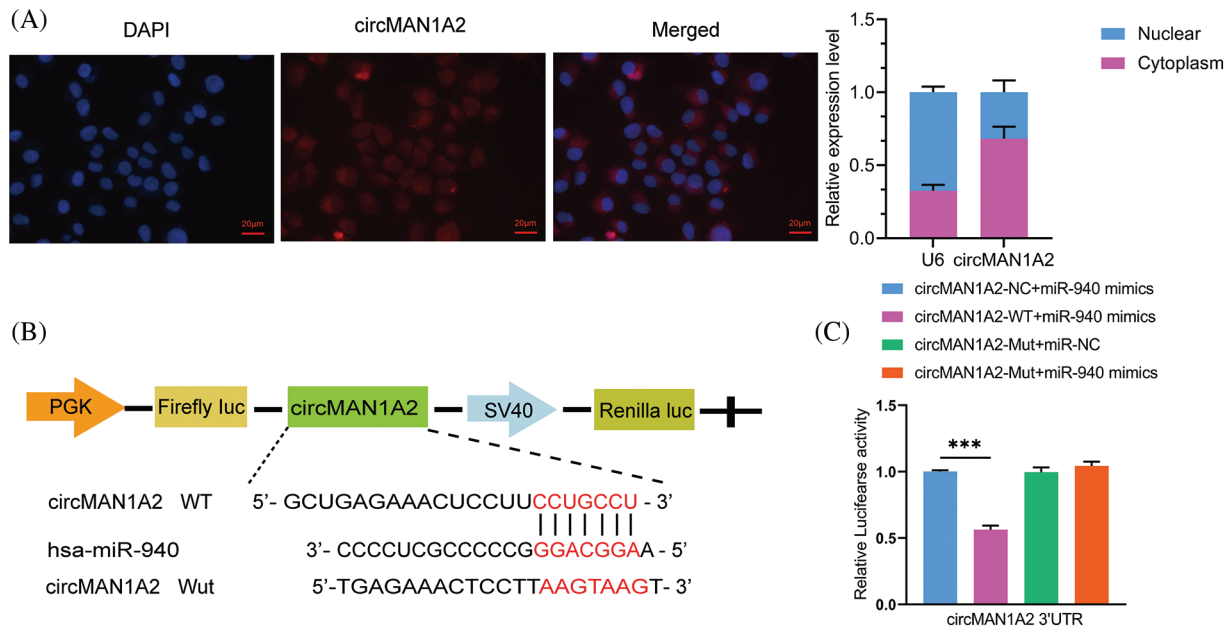 (A)
DAPI
circMAN1A2
Merged
20μm
20μm
20μm
Relative expression level
1.5
1.0
0.5
0.0
U6 circMAN1A2
Nuclear
Cytoplasm
(B)
PGK
Firefly luc
circMAN1A2
SV40
Renilla luc
circMAN1A2 WT 5’- GCUGAGAAACUCCUUCCUGCCU - 3’
hsa-miR-940 3’- CCCCUCGCCCCCGGGACGGAA - 5’
circMAN1A2 Wut 5’-TGAGAAACTCCTTAAGTAAGT- 3’
circMAN1A2-NC+miR-940 mimics
circMAN1A2-WT+miR-940 mimics
circMAN1A2-Mut+miR-NC
circMAN1A2-Mut+miR-940 mimics
(C)
Relative Lucifearse activity
1.5
1.0
0.5
0.0
***
circMAN1A2 3'UTR